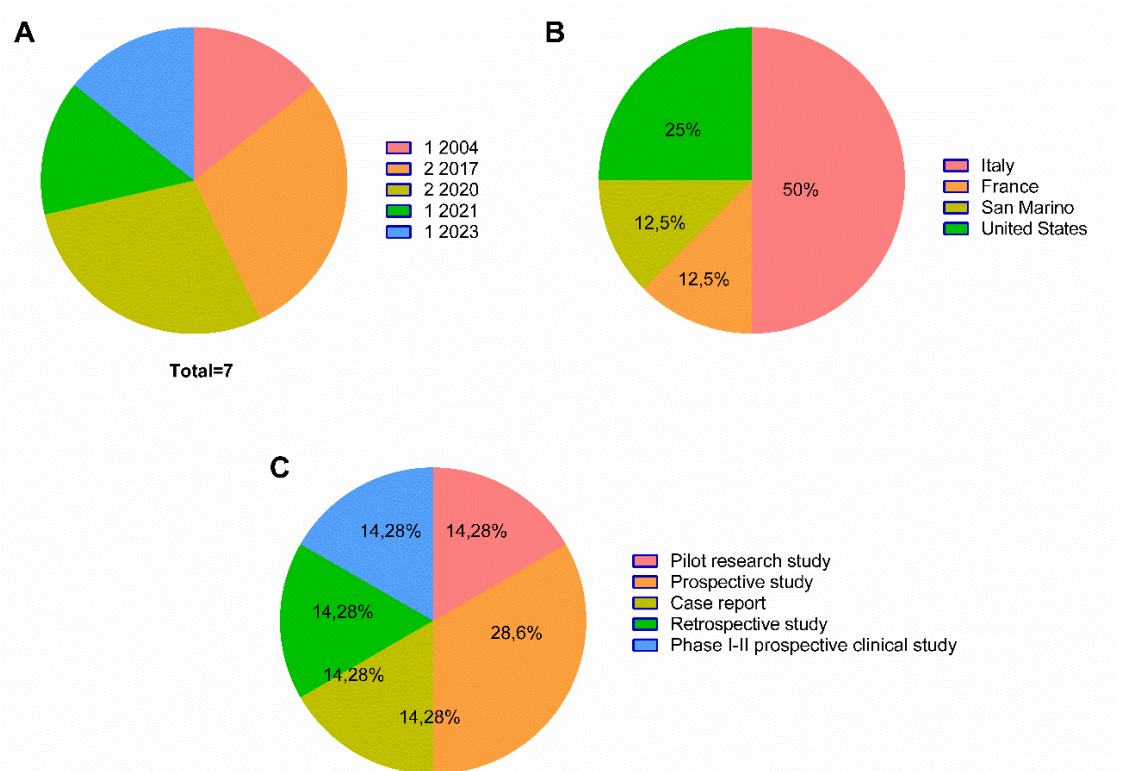 A
1 2004
2 2017
2 2020
1 2021
1 2023
Total=7
B
25%
50%
12,5%
12,5%
Italy
France
San Marino
United States
C
14,28%
14,28%
14,28%
28,6%
14,28%
14,28%
Pilot research study
Prospective study
Case report
Retrospective study
Phase I-II prospective clinical study